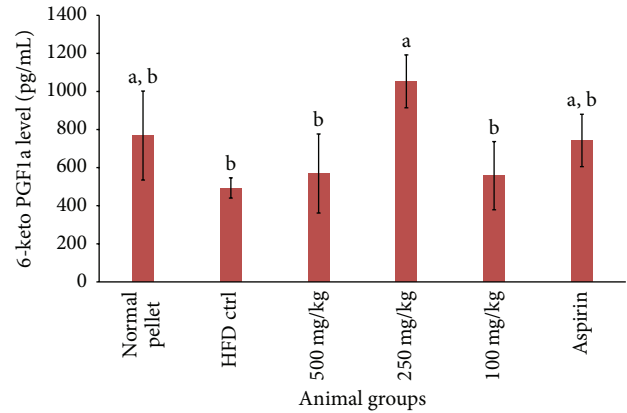 6-keto PGF1a level (pg/mL)
1400
1200
1000
800
600
400
200
0
a, b
b
b
a
b
a, b
Normal
pellet
HFD ctrl
500 mg/kg
250 mg/kg
100 mg/kg
Aspirin
Animal groups